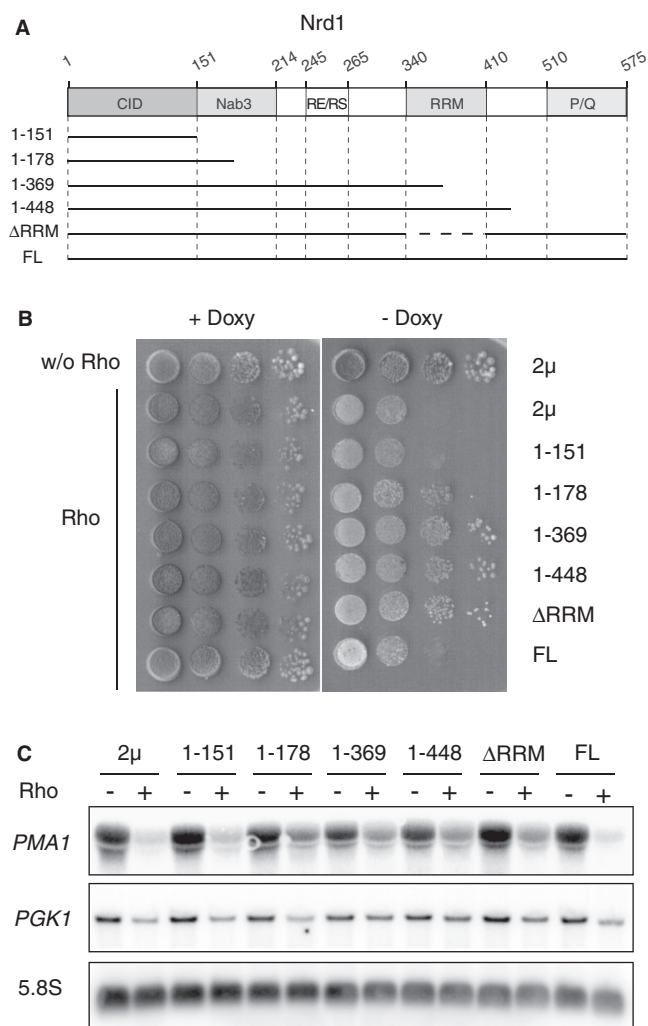 A
Nrd1
1 151 214 245 265 340 410 510 575
CID Nab3 RE/RS RRM P/Q
1-151
1-178
1-369
1-448
ΔRRM
FL
B
+ Doxy - Doxy
w/o Rho 2μ
2μ
1-151
1-178
Rho
1-369
1-448
ΔRRM
FL
C
2μ 1-151 1-178 1-369 1-448 ΔRRM FL
Rho - + - + - + - + - + - + - +
PMA1
PGK1
5.8S